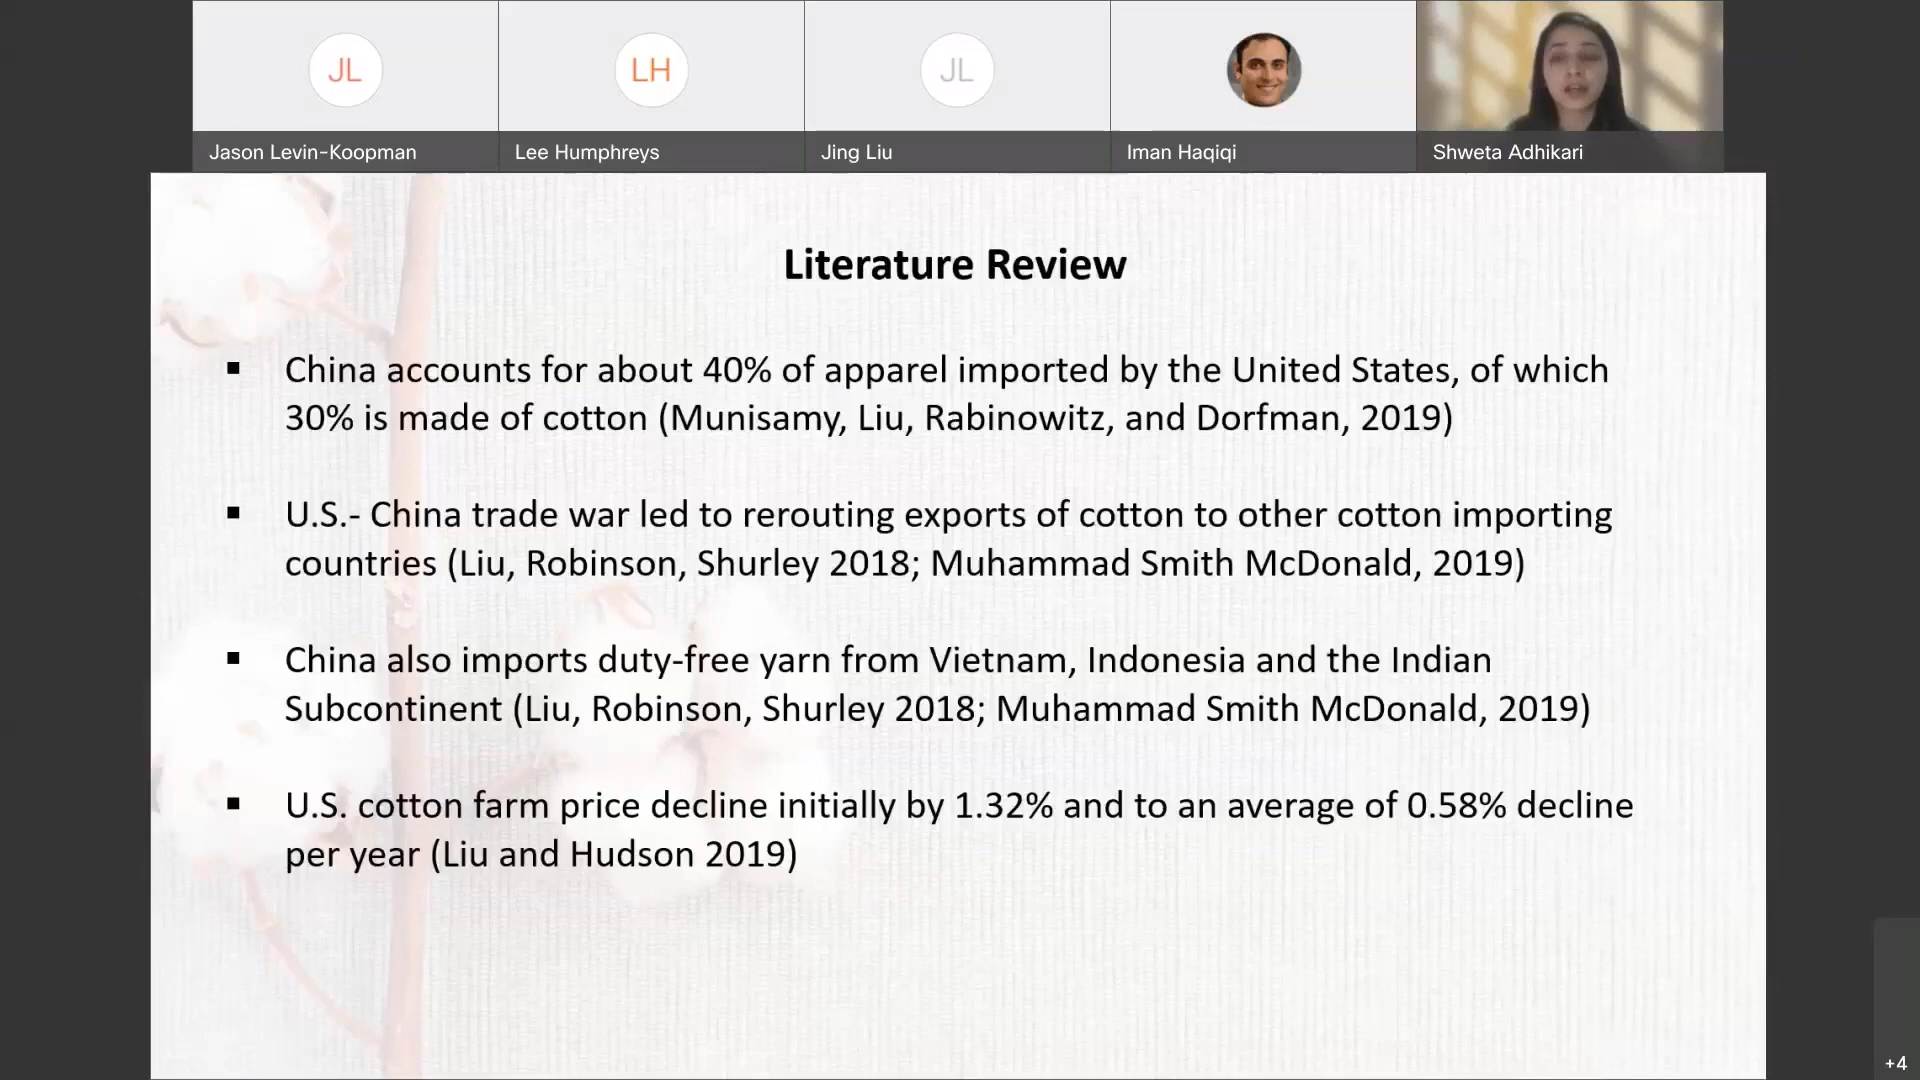 JL
LH
JL
Jason Levin-Koopman
Lee Humphreys
Jing Liu
Iman Haqiqi
Shweta Adhikari
Literature Review
▪ China accounts for about 40% of apparel imported by the United States, of which
30% is made of cotton (Munisamy, Liu, Rabinowitz, and Dorfman, 2019)
▪ U.S.- China trade war led to rerouting exports of cotton to other cotton importing
countries (Liu, Robinson, Shurley 2018; Muhammad Smith McDonald, 2019)
▪ China also imports duty-free yarn from Vietnam, Indonesia and the Indian
Subcontinent (Liu, Robinson, Shurley 2018; Muhammad Smith McDonald, 2019)
▪ U.S. cotton farm price decline initially by 1.32% and to an average of 0.58% decline
per year (Liu and Hudson 2019)
+4